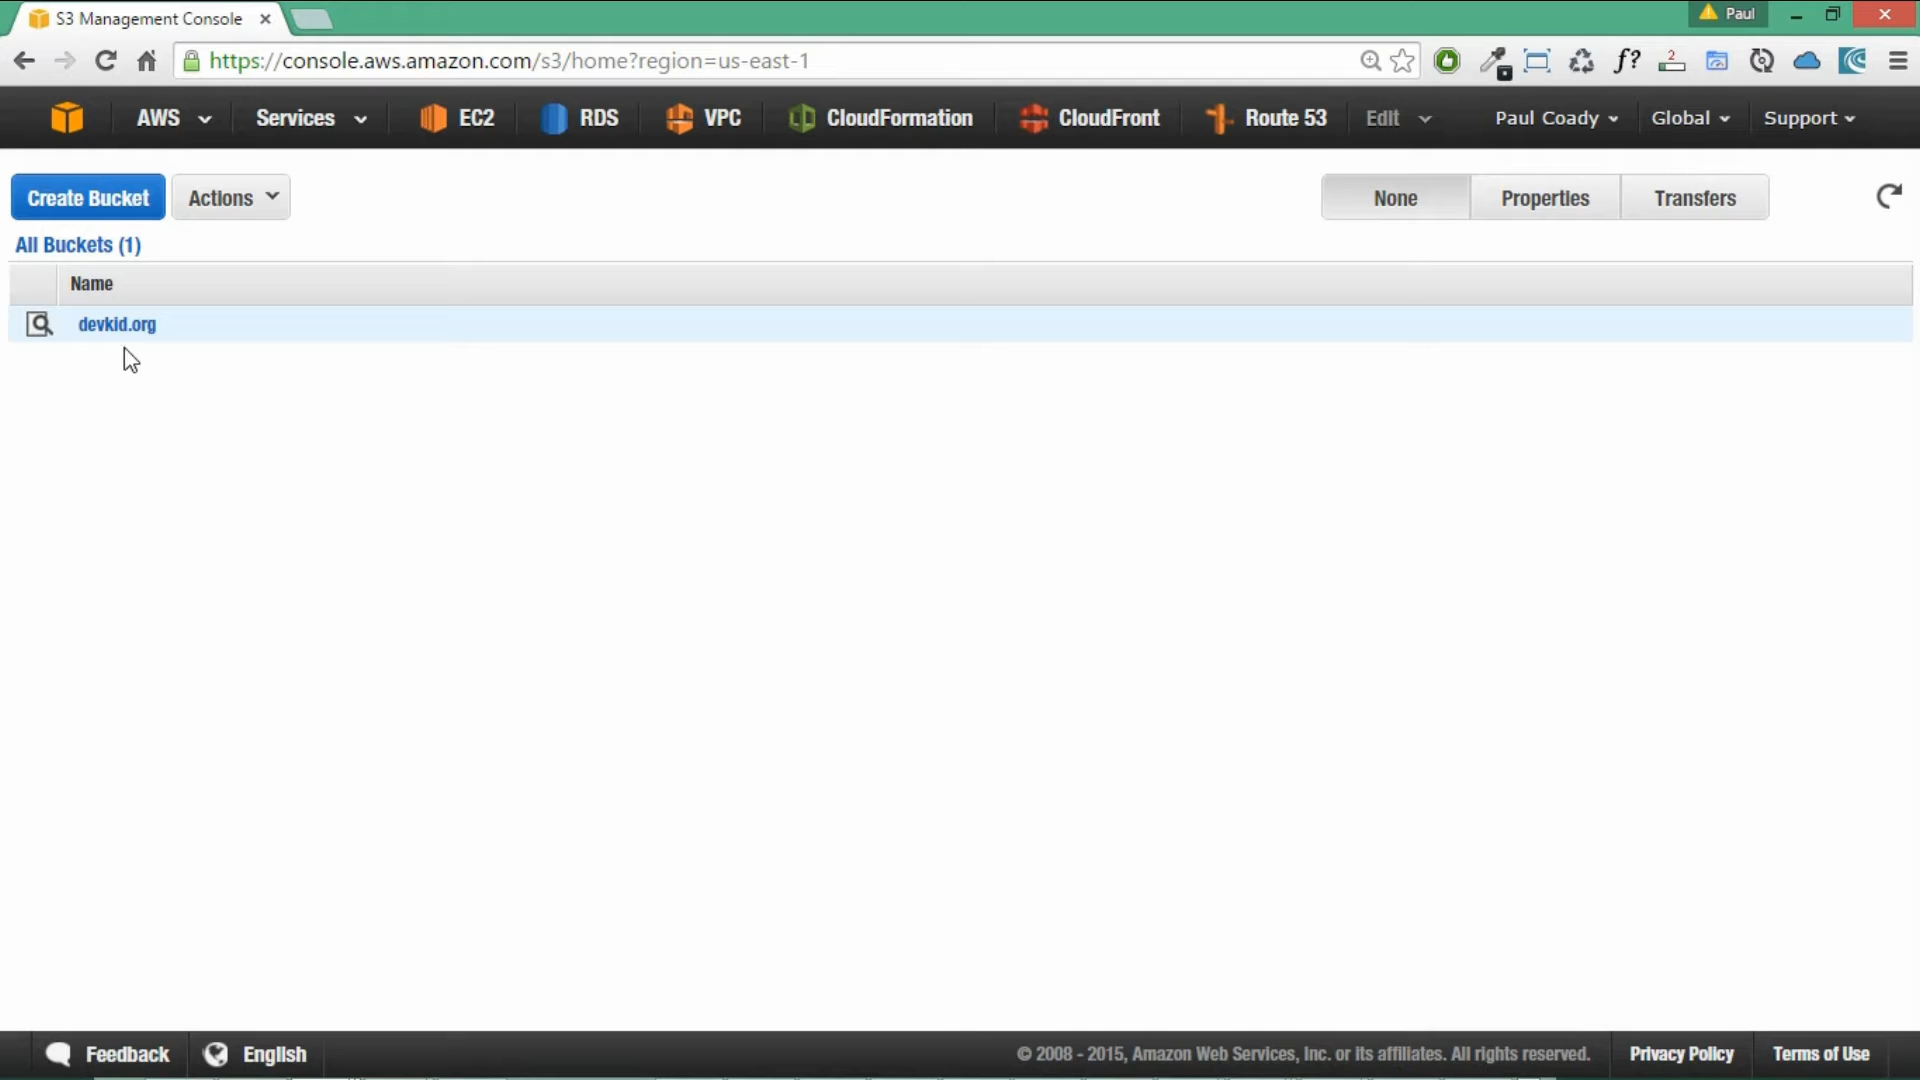 S3 Management Console
Paul
https://console.aws.amazon.com/s3/home?region=us-east-1
f?
2
AWS Services EC2 RDS VPC CloudFormation CloudFront Route 53 Edit Paul Coady Global Support
Create Bucket Actions None Properties Transfers
All Buckets (1)
Name
devkid.org
Feedback English © 2008 - 2015, Amazon Web Services, Inc. or its affiliates. All rights reserved. Privacy Policy Terms of Use